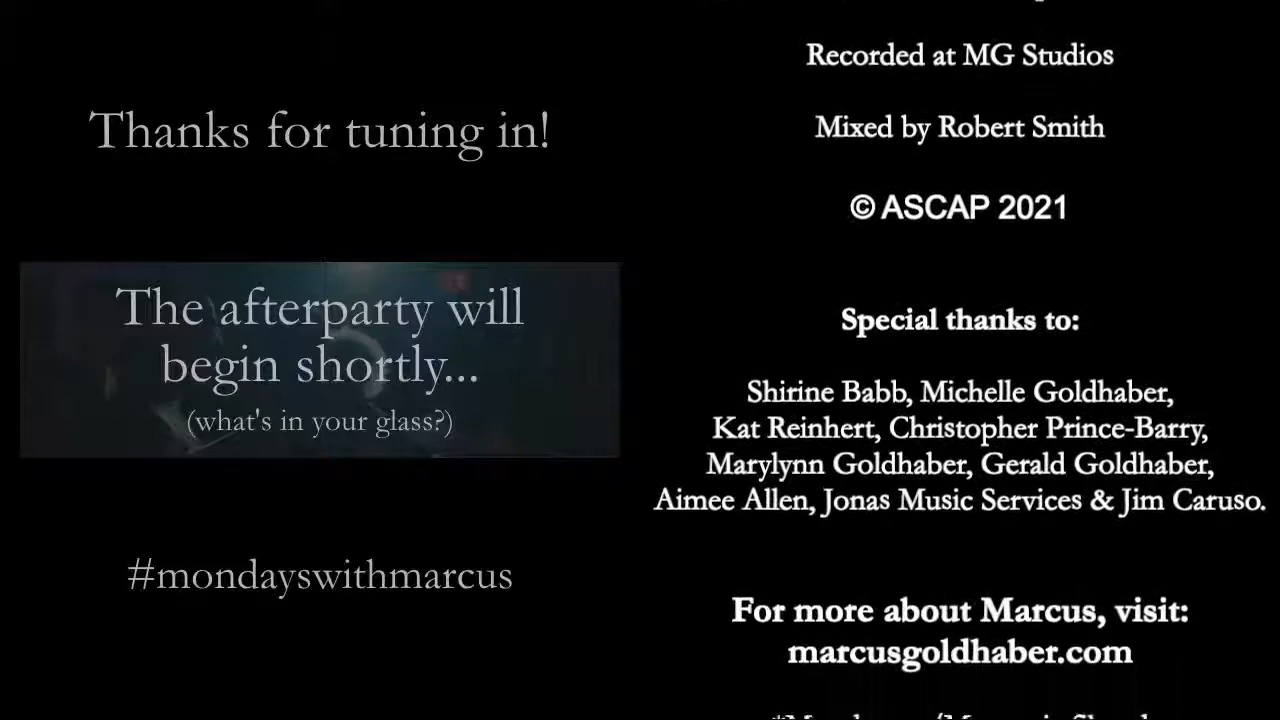 Thanks for tuning in!
The afterparty will
begin shortly...
(what's in your glass?)
#mondayswithmarcus
Recorded at MG Studios
Mixed by Robert Smith
© ASCAP 2021
Special thanks to:
Shirine Babb, Michelle Goldhaber,
Kat Reinhert, Christopher Prince-Barry,
Marylynn Goldhaber, Gerald Goldhaber,
Aimee Allen, Jonas Music Services & Jim Caruso.
For more about Marcus, visit:
marcusgoldhaber.com